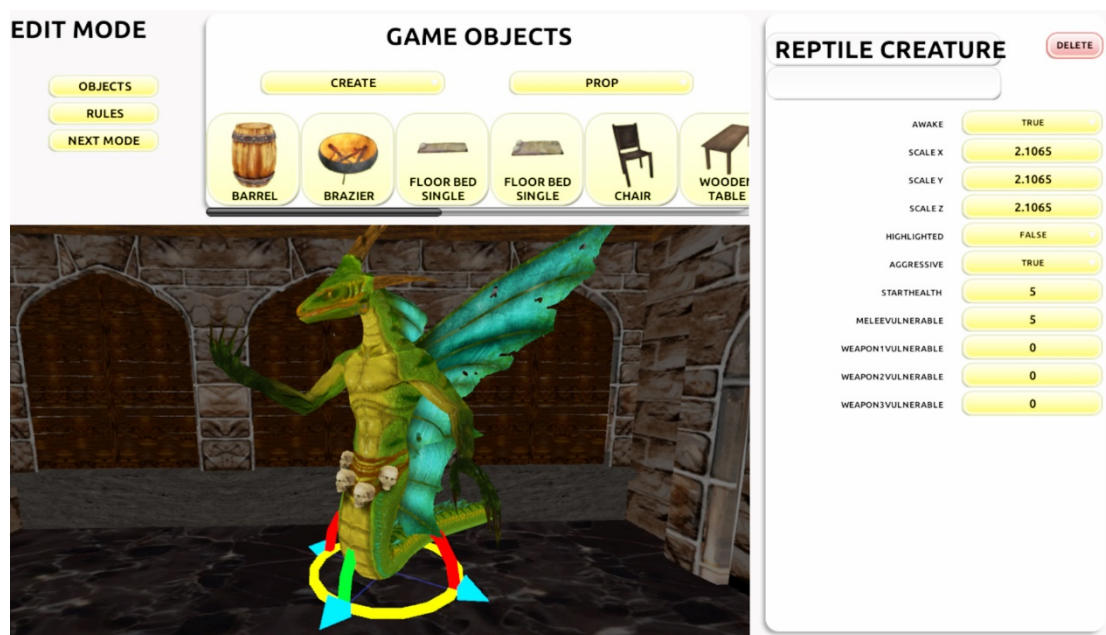 EDIT MODE
OBJECTS
RULES
NEXT MODE
GAME OBJECTS
CREATE
PROP
BARREL
BRAZIER
FLOOR BED
SINGLE
FLOOR BED
SINGLE
CHAIR
WOODEN
TABLE
REPTILE CREATURE
DELETE
AWAKE TRUE
SCALE X 2.1065
SCALE Y 2.1065
SCALE Z 2.1065
HIGHLIGHTED FALSE
AGGRESSIVE TRUE
STARTHEALTH 5
MELEEVULNERABLE 5
WEAPON1VULNERABLE 0
WEAPON2VULNERABLE 0
WEAPON3VULNERABLE 0